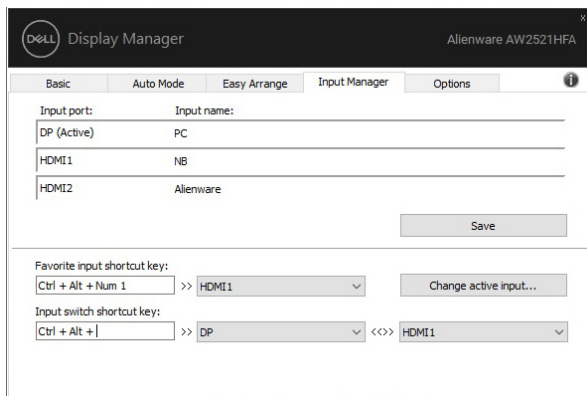 DELL Display Manager Alienware AW2521HFA
Basic Auto Mode Easy Arrange Input Manager Options
Input port: Input name:
DP (Active) PC
HDMI1 NB
HDMI2 Alienware
Save
Favorite input shortcut key:
Ctrl + Alt + Num 1 >> HDMI1 Change active input...
Input switch shortcut key:
Ctrl + Alt + >> DP <<>> HDMI1